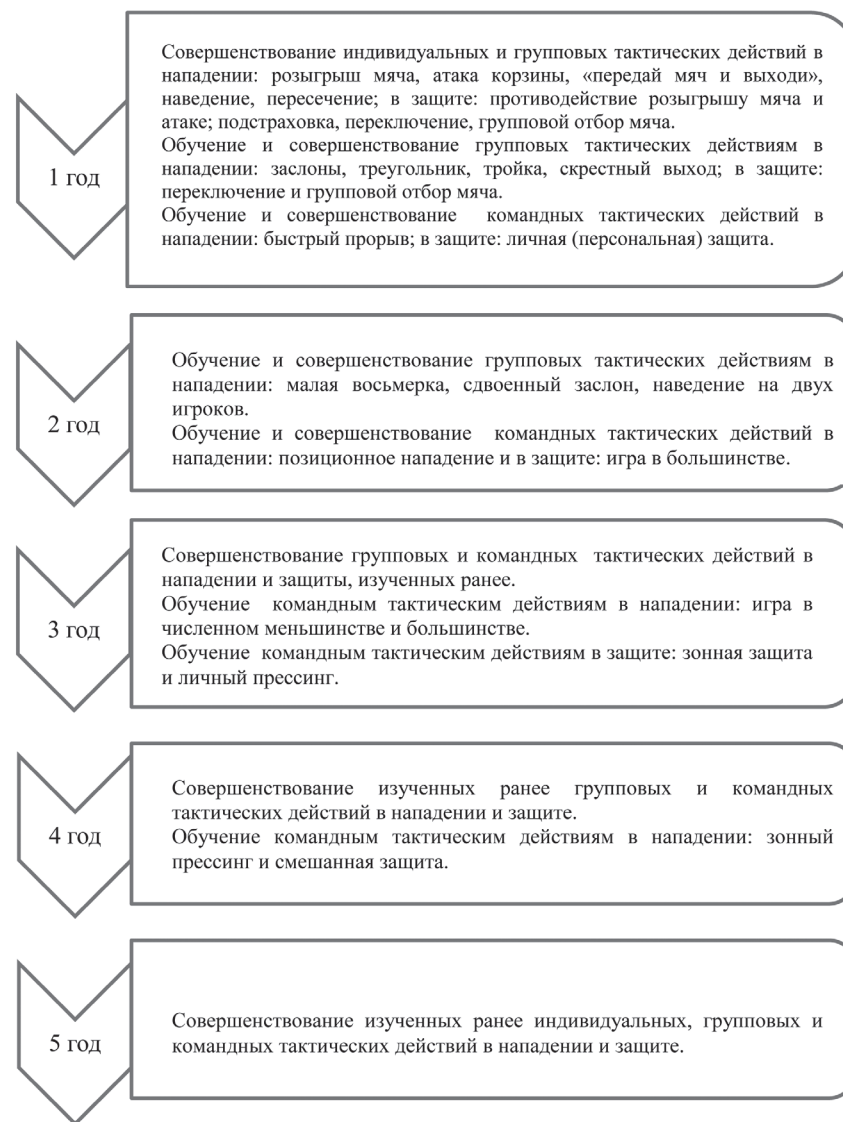 1 год
Совершенствование индивидуальных и групповых тактических действий в
нападении: розыгрыш мяча, атака корзины, «передай мяч и выходи»,
наведение, пересечение; в защите: противодействие розыгрышу мяча и
атаке; подстраховка, переключение, групповой отбор мяча.
Обучение и совершенствование групповых тактических действиям в
нападении: заслоны, треугольник, тройка, скрестный выход; в защите:
переключение и групповой отбор мяча.
Обучение и совершенствование командных тактических действий в
нападении: быстрый прорыв; в защите: личная (персональная) защита.
2 год
Обучение и совершенствование групповых тактических действиям в
нападении: малая восьмерка, сдвоенный заслон, наведение на двух
игроков.
Обучение и совершенствование командных тактических действий в
нападении: позиционное нападение и в защите: игра в большинстве.
3 год
Совершенствование групповых и командных тактических действий в
нападении и защиты, изученных ранее.
Обучение командным тактическим действиям в нападении: игра в
численном меньшинстве и большинстве.
Обучение командным тактическим действиям в защите: зонная защита
и личный прессинг.
4 год
Совершенствование изученных ранее групповых и командных
тактических действий в нападении и защите.
Обучение командным тактическим действиям в нападении: зонный
прессинг и смешанная защита.
5 год
Совершенствование изученных ранее индивидуальных, групповых и
командных тактических действий в нападении и защите.